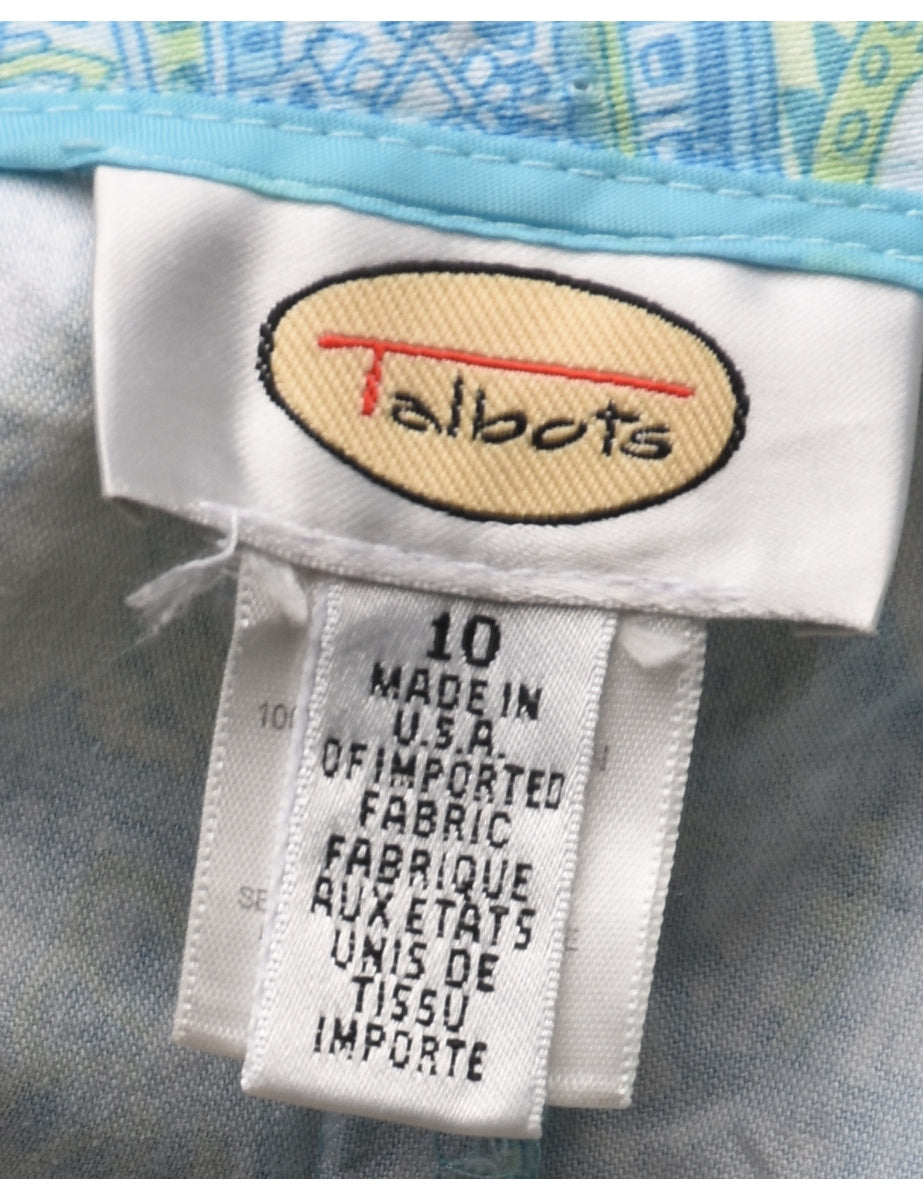 Talbots
10
MADE IN
U.S.A.
OF IMPORTED
FABRIC
FABRIQUE
AUX ETATS
UNIS DE
TISSU
IMPORTE